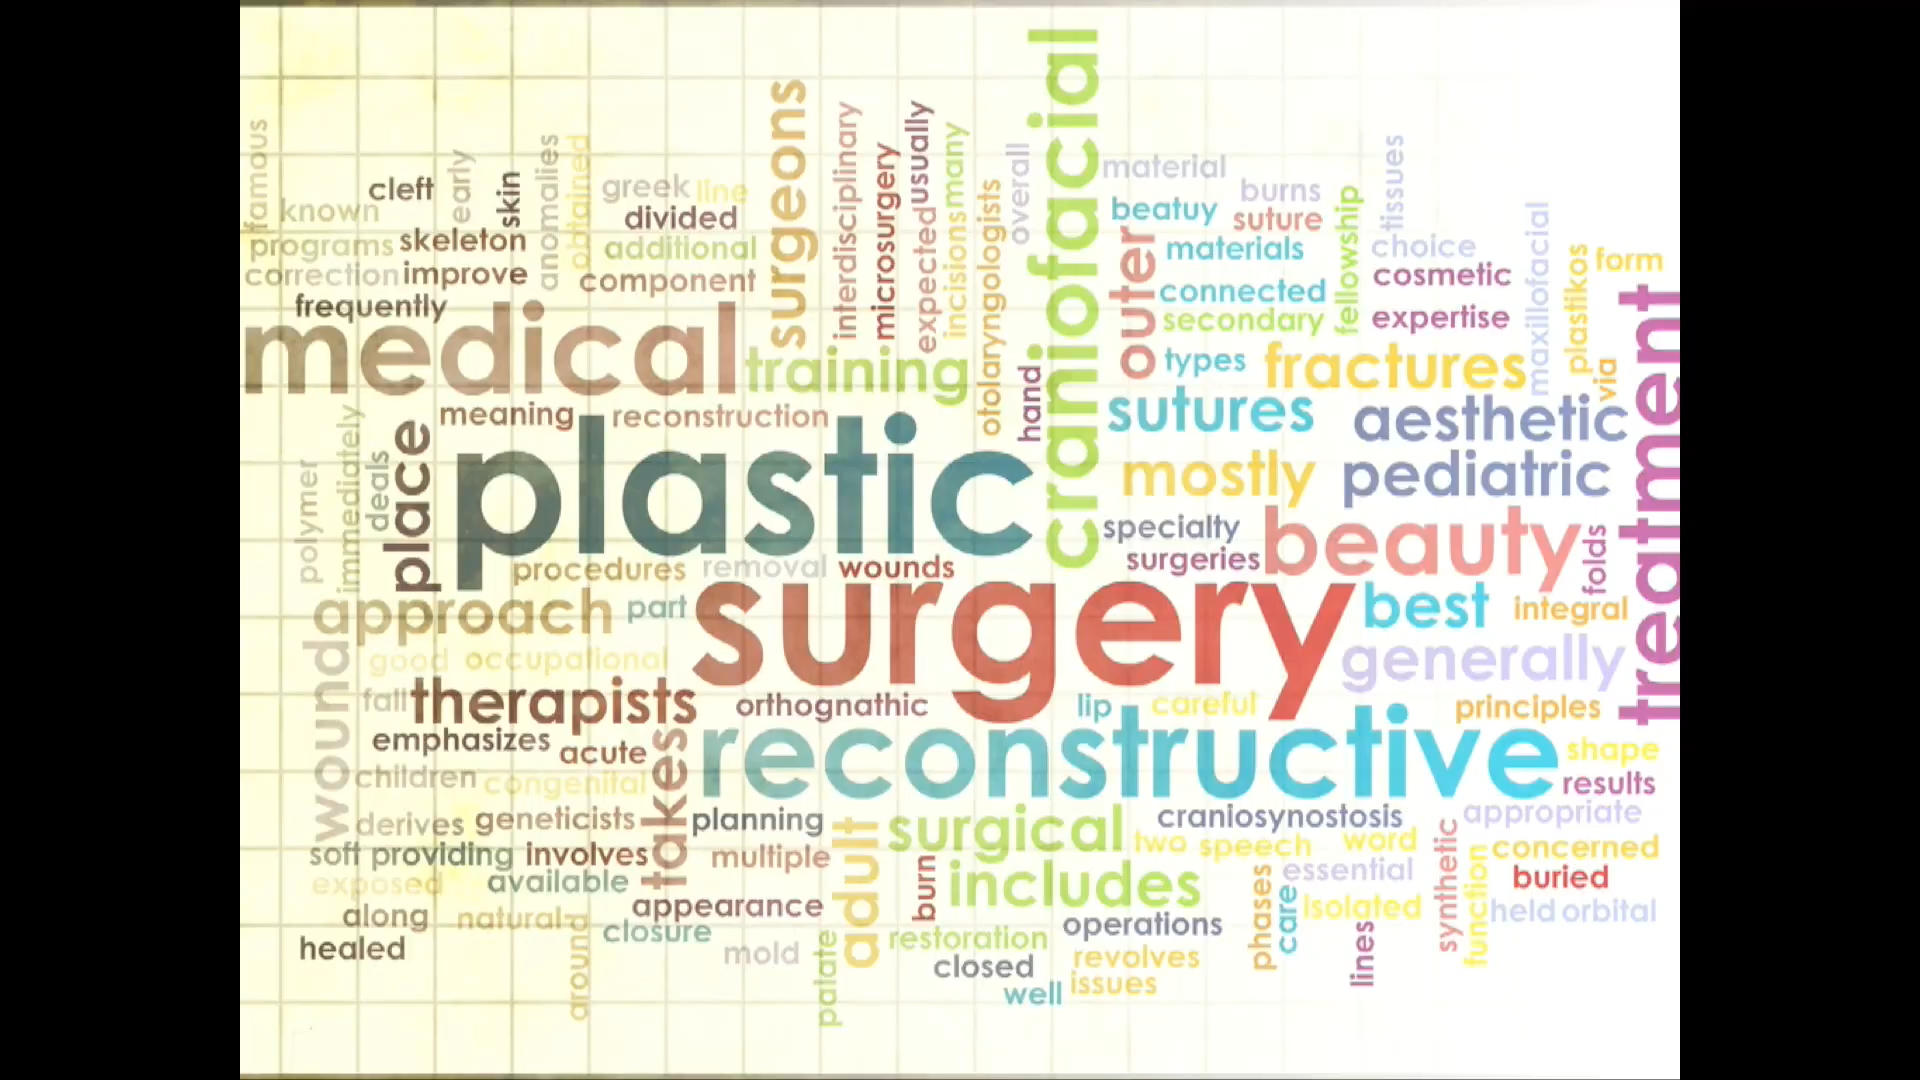 famous
known
cleft
early
skin
anomalies
obtained
greek
line
divided
programs
skeleton
additional
correction
improve
component
frequently
surgeons
interdisciplinary
microsurgery
usually
expected
many
incisions
otolaryngologists
overall
hand
craniofacial
material
burns
beatuy
suture
outer
materials
fellowship
tissues
choice
cosmetic
connected
secondary
expertise
maxillofacial
plastikos
form
via
medical
training
types
fractures
treatment
meaning
reconstruction
sutures
aesthetic
polymer
immediately
deals
place
plastic
mostly
pediatric
specialty
surgeries
beauty
folds
procedures
removal
wounds
approach
part
surgery
best
integral
good
occupational
generally
wound
fall
therapists
orthognathic
lip
careful
principles
emphasizes
acute
takes
reconstructive
shape
children
congenital
results
derives
geneticists
planning
adult
surgical
craniosynostosis
appropriate
soft
providing
involves
multiple
two
speech
word
concerned
exposed
available
burn
includes
essential
synthetic
function
buried
along
natural
around
appearance
phases
care
Isolated
held
orbital
healed
closure
mold
palate
restoration
operations
closed
revolves
lines
well
issues